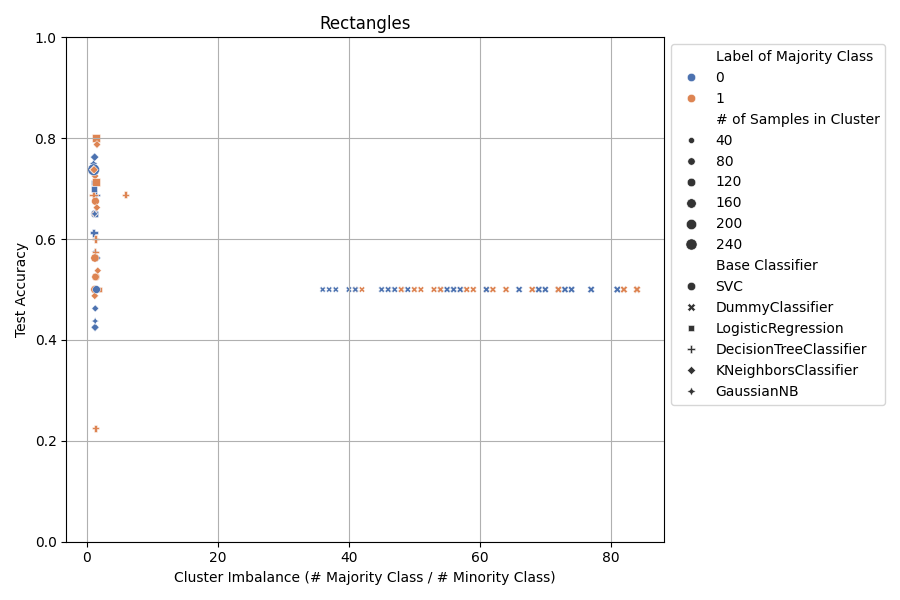 Rectangles
1.0
0.8
0.6
0.4
0.2
0.0
Test Accuracy
0
20
40
60
80
Cluster Imbalance (# Majority Class / # Minority Class)
Label of Majority Class
0
1
# of Samples in Cluster
40
80
120
160
200
240
Base Classifier
SVC
DummyClassifier
LogisticRegression
DecisionTreeClassifier
KNeighborsClassifier
GaussianNB